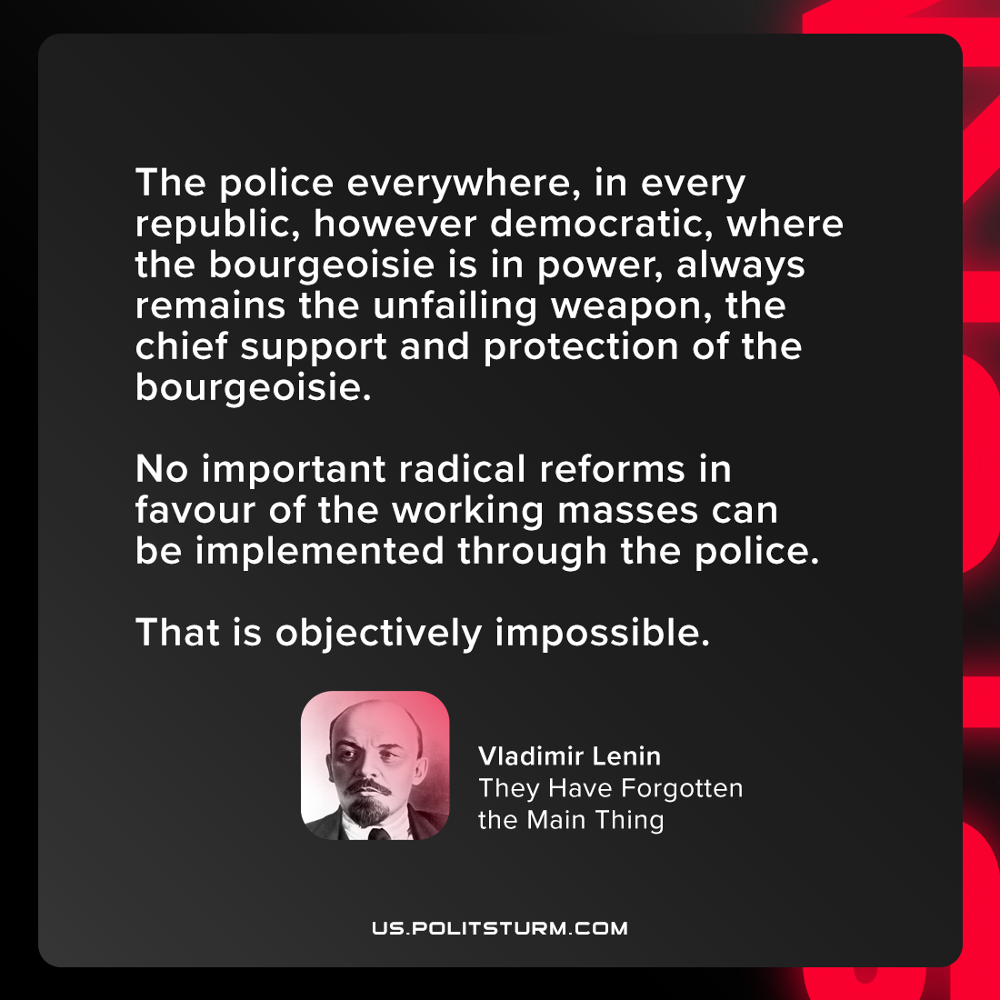 The police everywhere, in every
republic, however democratic, where
the bourgeoisie is in power, always
remains the unfailing weapon, the
chief support and protection of the
bourgeoisie.
No important radical reforms in
favour of the working masses can
be implemented through the police.
That is objectively impossible.
Vladimir Lenin
They Have Forgotten
the Main Thing
US.POLITSTURM.COM